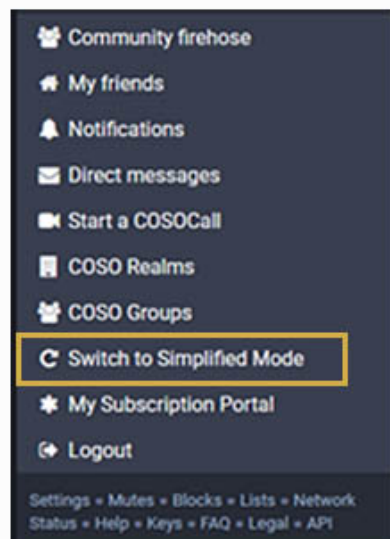 Community firehose
My friends
Notifications
Direct messages
Start a COSOCall
COSO Realms
COSO Groups
Switch to Simplified Mode
My Subscription Portal
Logout
Settings • Mutes • Blocks • Lists • Network
Status • Help • Keys • FAQ • Legal • API